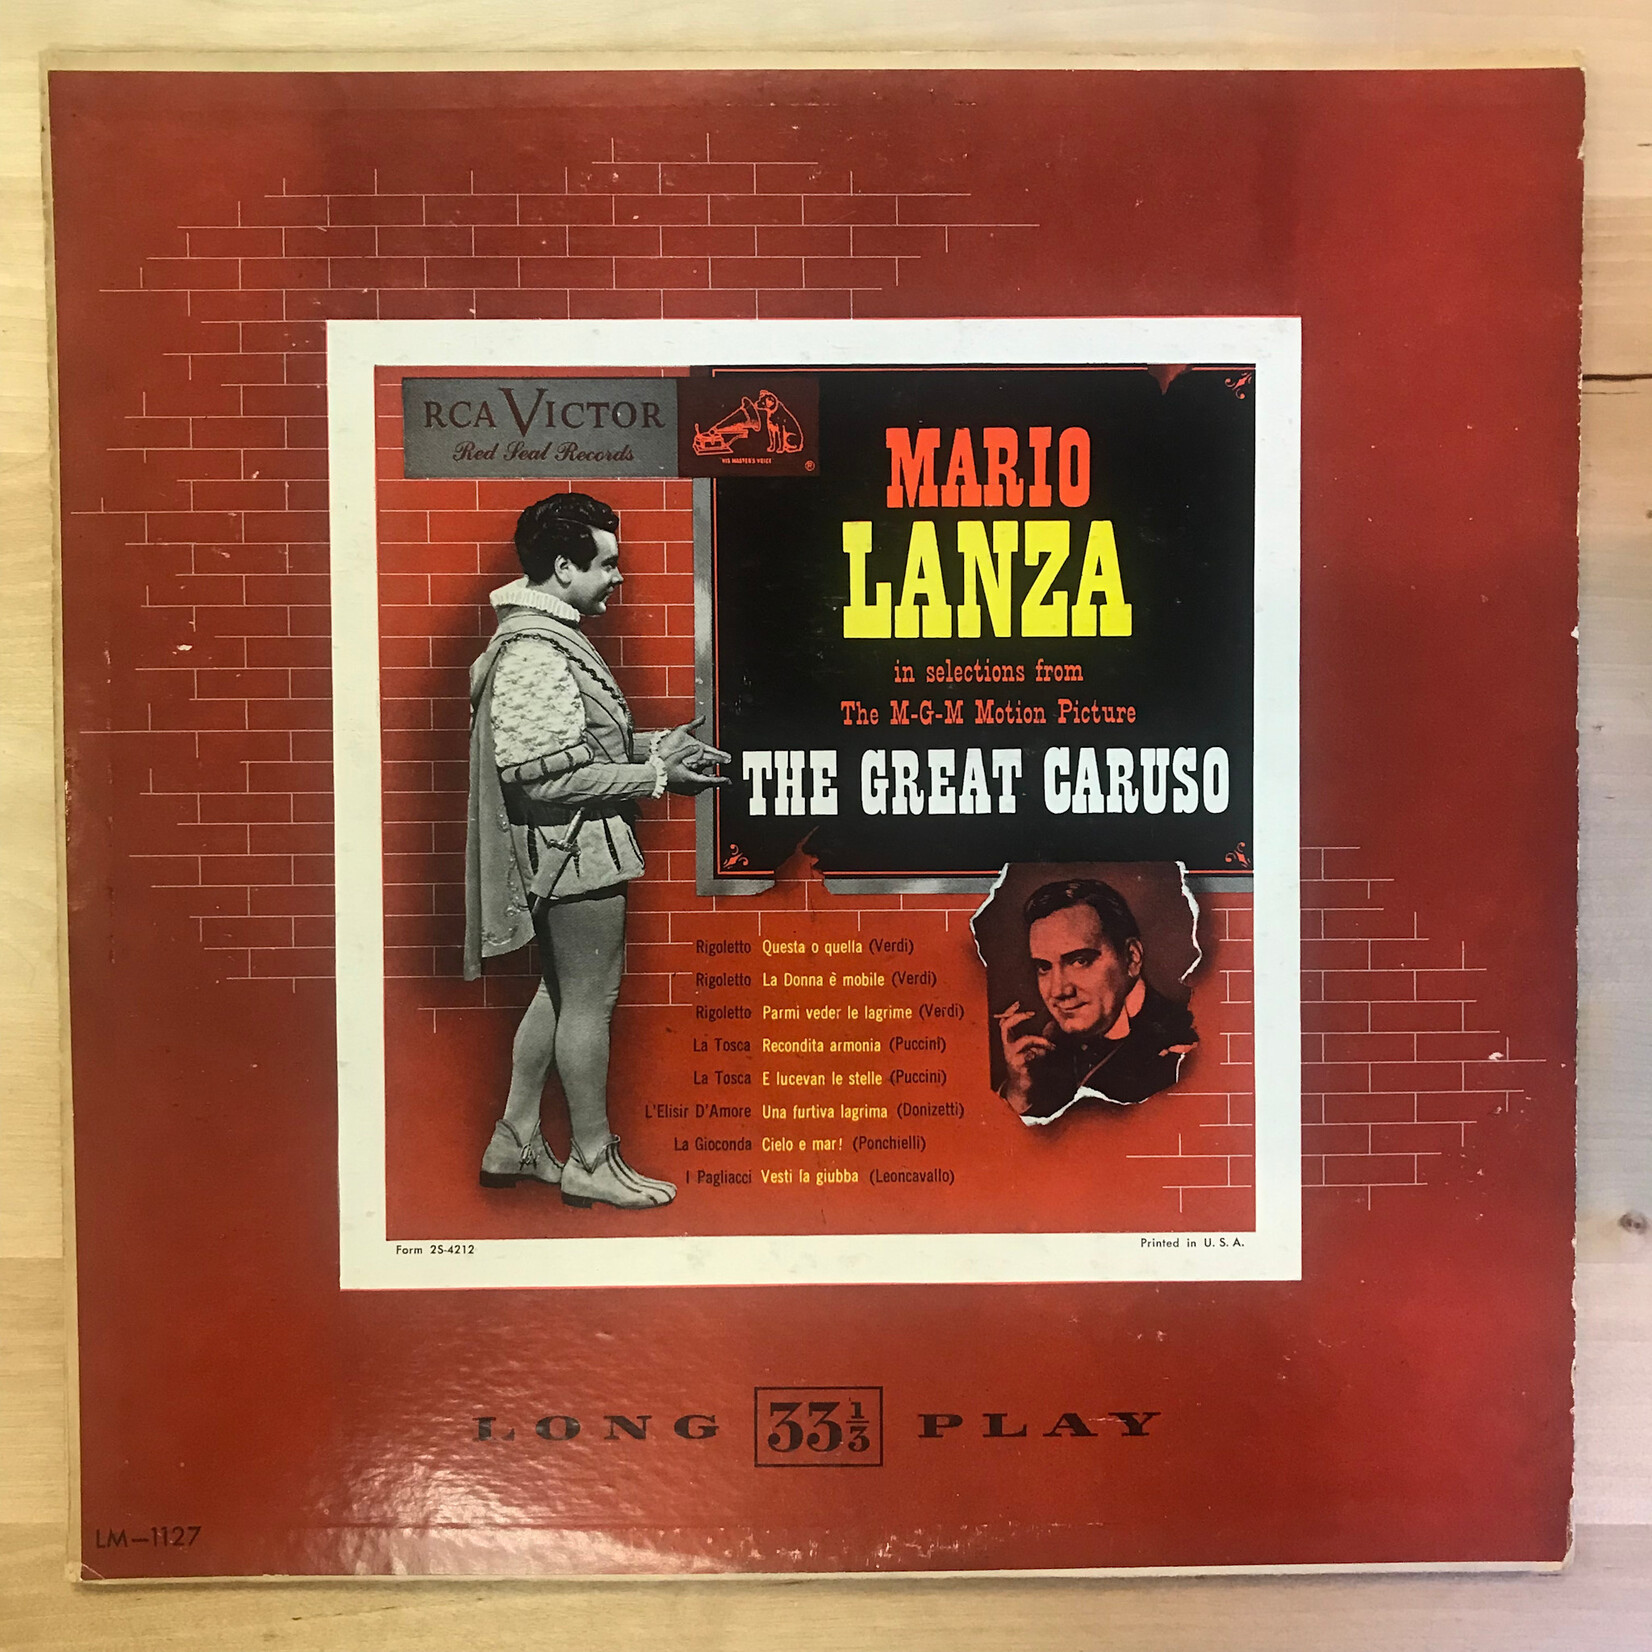 RCA VICTOR
Red Seal Records
HIS MASTER'S VOICE
®
MARIO
LANZA
in selections from
The M-G-M Motion Picture
THE GREAT CARUSO
Rigoletto Questa o quella (Verdi)
Rigoletto La Donna è mobile (Verdi)
Rigoletto Parmi veder le lagrime (Verdi)
La Tosca Recondita armonia (Puccini)
La Tosca E lucevan le stelle (Puccini)
L'Elisir D'Amore Una furtiva lagrima (Donizetti)
La Gioconda Cielo e mar! (Ponchielli)
I Pagliacci Vesti la giubba (Leoncavallo)
Form 2S-4212
Printed in U. S. A.
LONG 33 1/3 PLAY
LM-1127